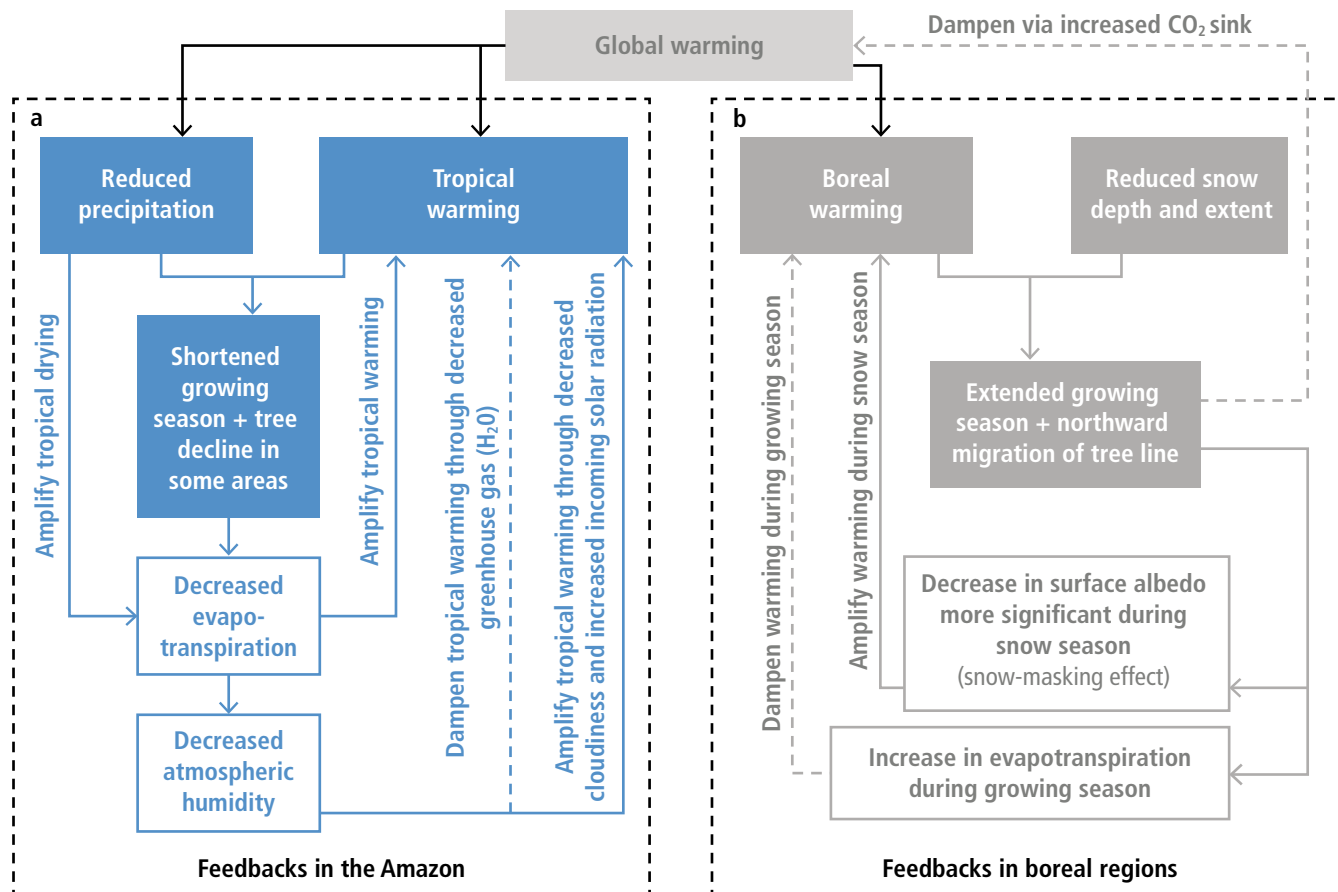 Global warming
Dampen via increased CO₂ sink
a
Reduced
precipitation
Tropical
warming
Amplify tropical drying
Shortened
growing
season + tree
decline in
some areas
Amplify tropical warming
Dampen tropical warming through decreased
greenhouse gas (H₂0)
Amplify tropical warming through decreased
cloudiness and increased incoming solar radiation
Decreased
evapo-
transpiration
Decreased
atmospheric
humidity
Feedbacks in the Amazon
b
Boreal
warming
Reduced snow
depth and extent
Dampen warming during growing season
Amplify warming during snow season
Extended growing
season + northward
migration of tree line
Decrease in surface albedo
more significant during
snow season
(snow-masking effect)
Increase in evapotranspiration
during growing season
Feedbacks in boreal regions